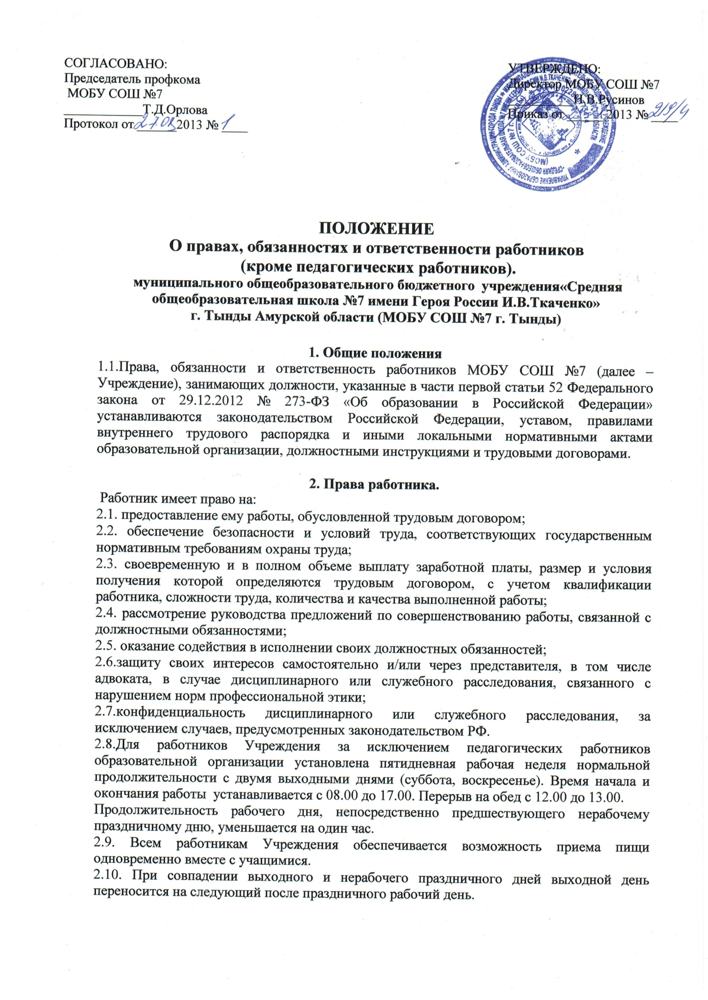 СОГЛАСОВАНО:
Председатель профкома
МОБУ СОШ №7
____________Т.Д.Орлова
Протокол от 27.08 2013 № 1
УТВЕРЖДЕНО:
Директор МОБУ СОШ №7
Н.В.Русинов
Приказ от 2013 № 219/4
ПОЛОЖЕНИЕ
О правах, обязанностях и ответственности работников
(кроме педагогических работников).
муниципального общеобразовательного бюджетного учреждения«Средняя
общеобразовательная школа №7 имени Героя России И.В.Ткаченко»
г. Тынды Амурской области (МОБУ СОШ №7 г. Тынды)
1. Общие положения
1.1.Права, обязанности и ответственность работников МОБУ СОШ №7 (далее –
Учреждение), занимающих должности, указанные в части первой статьи 52 Федерального
закона от 29.12.2012 № 273-ФЗ «Об образовании в Российской Федерации»
устанавливаются законодательством Российской Федерации, уставом, правилами
внутреннего трудового распорядка и иными локальными нормативными актами
образовательной организации, должностными инструкциями и трудовыми договорами.
2. Права работника.
Работник имеет право на:
2.1. предоставление ему работы, обусловленной трудовым договором;
2.2. обеспечение безопасности и условий труда, соответствующих государственным
нормативным требованиям охраны труда;
2.3. своевременную и в полном объеме выплату заработной платы, размер и условия
получения которой определяются трудовым договором, с учетом квалификации
работника, сложности труда, количества и качества выполненной работы;
2.4. рассмотрение руководства предложений по совершенствованию работы, связанной с
должностными обязанностями;
2.5. оказание содействия в исполнении своих должностных обязанностей;
2.6.защиту своих интересов самостоятельно и/или через представителя, в том числе
адвоката, в случае дисциплинарного или служебного расследования, связанного с
нарушением норм профессиональной этики;
2.7.конфиденциальность дисциплинарного или служебного расследования, за
исключением случаев, предусмотренных законодательством РФ.
2.8.Для работников Учреждения за исключением педагогических работников
образовательной организации установлена пятидневная рабочая неделя нормальной
продолжительности с двумя выходными днями (суббота, воскресенье). Время начала и
окончания работы устанавливается с 08.00 до 17.00. Перерыв на обед с 12.00 до 13.00.
Продолжительность рабочего дня, непосредственно предшествующего нерабочему
праздничному дню, уменьшается на один час.
2.9. Всем работникам Учреждения обеспечивается возможность приема пищи
одновременно вместе с учащимися.
2.10. При совпадении выходного и нерабочего праздничного дней выходной день
переносится на следующий после праздничного рабочий день.